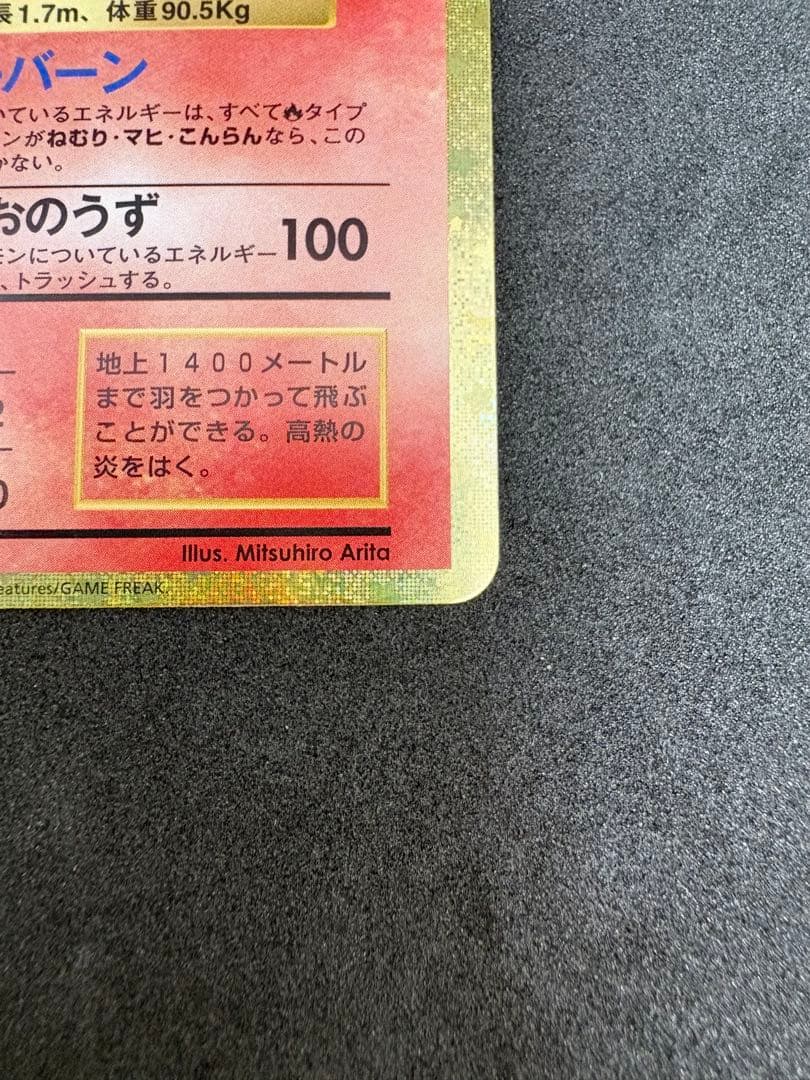 長1.7m、体重90.5Kg
バーン
いているエネルギーは、すべてタイプ
ンがねむり・マヒ・こんらんなら、この
かない。
おのうず
100
モンについているエネルギー
、トラッシュする。
地上1400メートル
まで羽をつかって飛ぶ
ことができる。高熱の
炎をはく。
Illus. Mitsuhiro Arita
eatures/GAME FREAK.